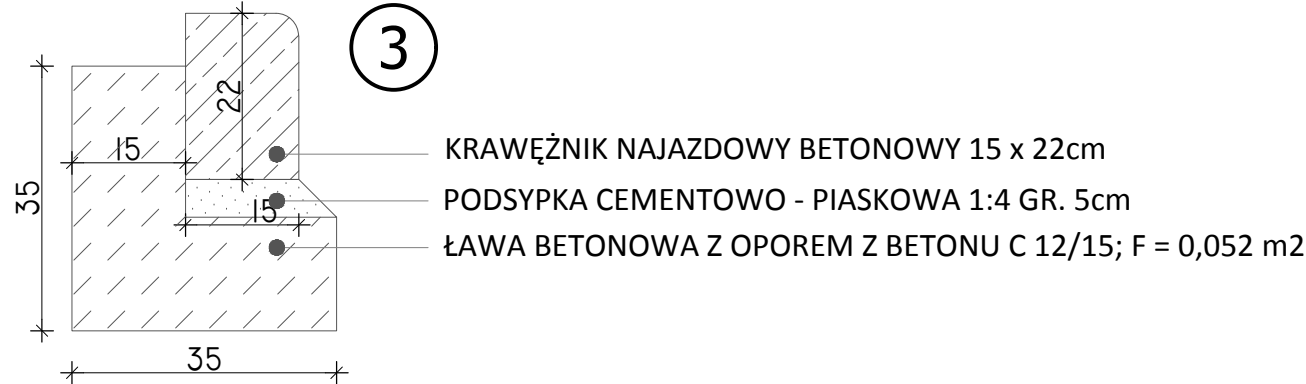 3
22
15
35
15
35
KRAWĘŻNIK NAJAZDOWY BETONOWY 15 x 22cm
PODSYPKA CEMENTOWO - PIASKOWA 1:4 GR. 5cm
ŁAWA BETONOWA Z OPOREM Z BETONU C 12/15; F = 0,052 m2